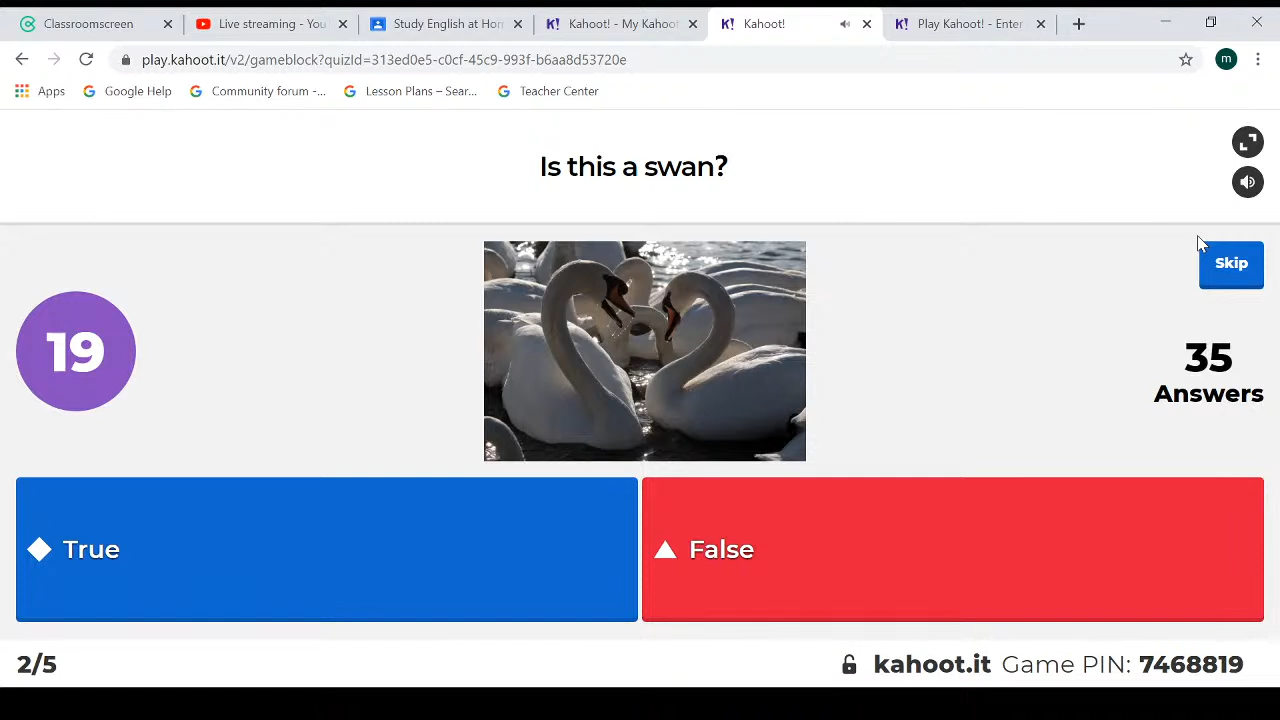 Classroomscreen
Live streaming - You
Study English at Hon
Kahoot! - My Kahoot
Kahoot!
Play Kahoot! - Enter
play.kahoot.it/v2/gameblock?quizId=313ed0e5-c0cf-45c9-993f-b6aa8d53720e
m
Apps
Google Help
Community forum -...
Lesson Plans – Sear...
Teacher Center
Is this a swan?
Skip
19
35
Answers
True
False
2/5
kahoot.it Game PIN: 7468819